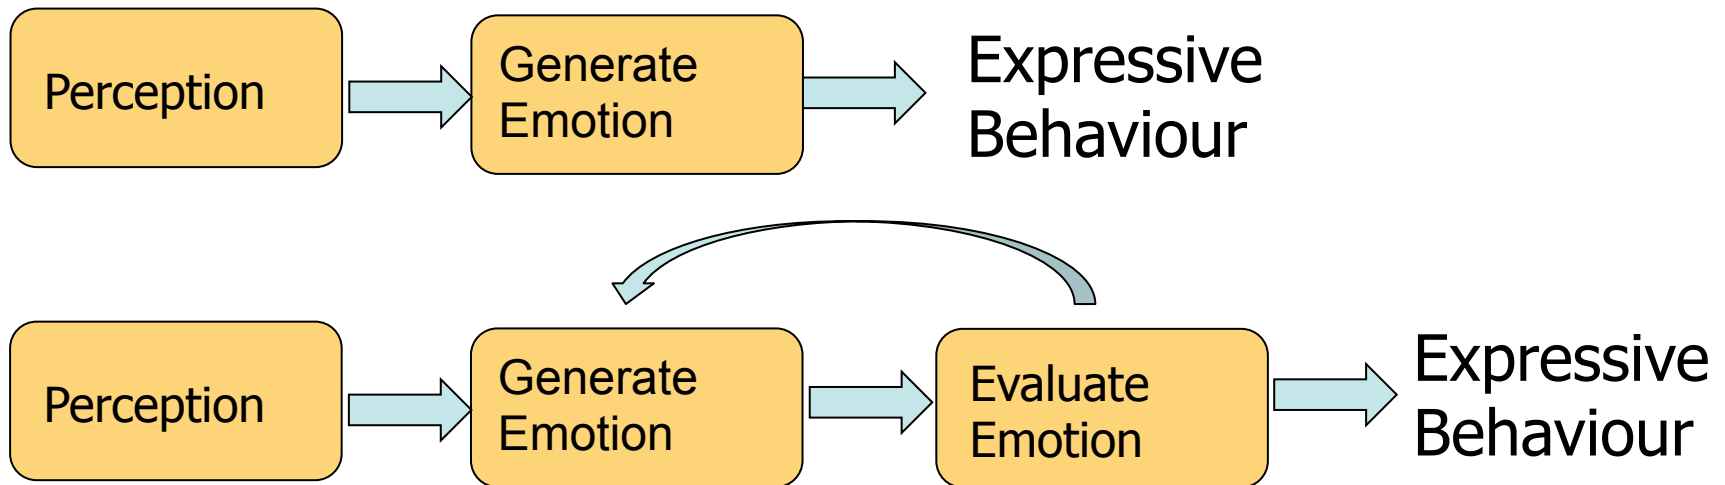 Perception
Generate
Emotion
Expressive
Behaviour
Perception
Generate
Emotion
Evaluate
Emotion
Expressive
Behaviour